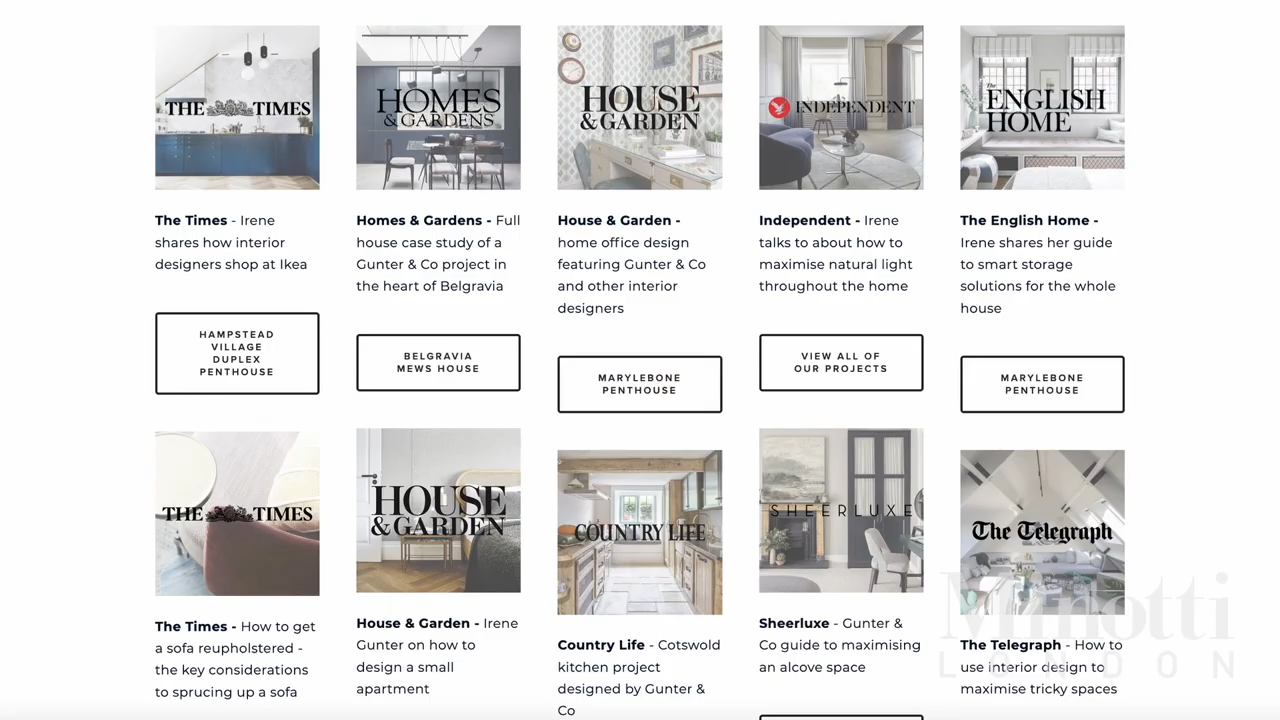 THE TIMES
HOMES
& GARDENS
HOUSE
& GARDEN
INDEPENDENT
The
ENGLISH
HOME
The Times - Irene
shares how interior
designers shop at Ikea
Homes & Gardens - Full
house case study of a
Gunter & Co project in
the heart of Belgravia
House & Garden -
home office design
featuring Gunter & Co
and other interior
designers
Independent - Irene
talks to about how to
maximise natural light
throughout the home
The English Home -
Irene shares her guide
to smart storage
solutions for the whole
house
HAMPSTEAD
VILLAGE
DUPLEX
PENTHOUSE
BELGRAVIA
MEWS HOUSE
MARYLEBONE
PENTHOUSE
VIEW ALL OF
OUR PROJECTS
MARYLEBONE
PENTHOUSE
THE TIMES
HOUSE
& GARDEN
COUNTRY LIFE
SHEERLUXE
The Telegraph
The Times - How to get
a sofa reupholstered -
the key considerations
to sprucing up a sofa
House & Garden - Irene
Gunter on how to
design a small
apartment
Country Life - Cotswold
kitchen project
designed by Gunter &
Co
Sheerluxe - Gunter &
Co guide to maximising
an alcove space
The Telegraph - How to
use interior design to
maximise tricky spaces
Minotti
LONDON